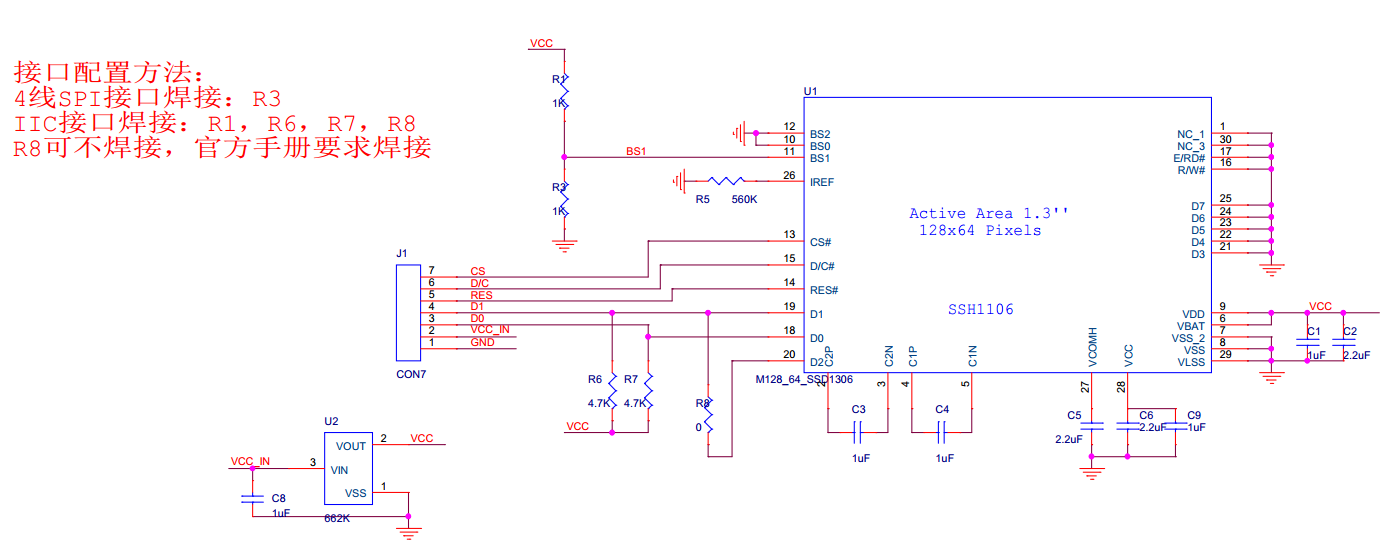 接口配置方法：
4线SPI接口焊接：R3
IIC接口焊接：R1，R6，R7，R8
R8可不焊接，官方手册要求焊接
VCC
R1
1K
BS1
R3
1K
R5 560K
U1
12 BS2
10 BS0
11 BS1
26 IREF
13 CS#
15 D/C#
14 RES#
19 D1
18 D0
20 D2
Active Area 1.3''
128x64 Pixels
SSH1106
1 NC_1
30 NC_3
17 E/RD#
16 R/W#
25 D7
24 D6
23 D5
22 D4
21 D3
9 VDD
6 VBAT
7 VSS_2
8 VSS
29 VLSS
VCC
C1
1uF
C2
2.2uF
J1
7 CS
6 D/C
5 RES
4 D1
3 D0
2 VCC_IN
1 GND
CON7
R6
4.7K
R7
4.7K
VCC
R8
0
M128_64_SSD1306
C2P
2
C2N
3
C1P
4
C1N
5
VCOMH
27
VCC
28
C3
1uF
C4
1uF
C5
2.2uF
C6
2.2uF
C9
1uF
U2
VOUT 2 VCC
VCC_IN 3 VIN
VSS 1
C8
1uF
662K